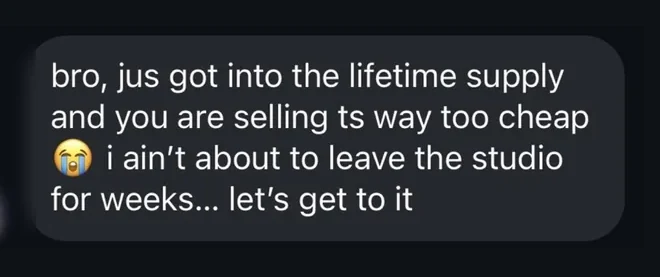 bro, jus got into the lifetime supply
and you are selling ts way too cheap
😭 i ain’t about to leave the studio
for weeks... let’s get to it